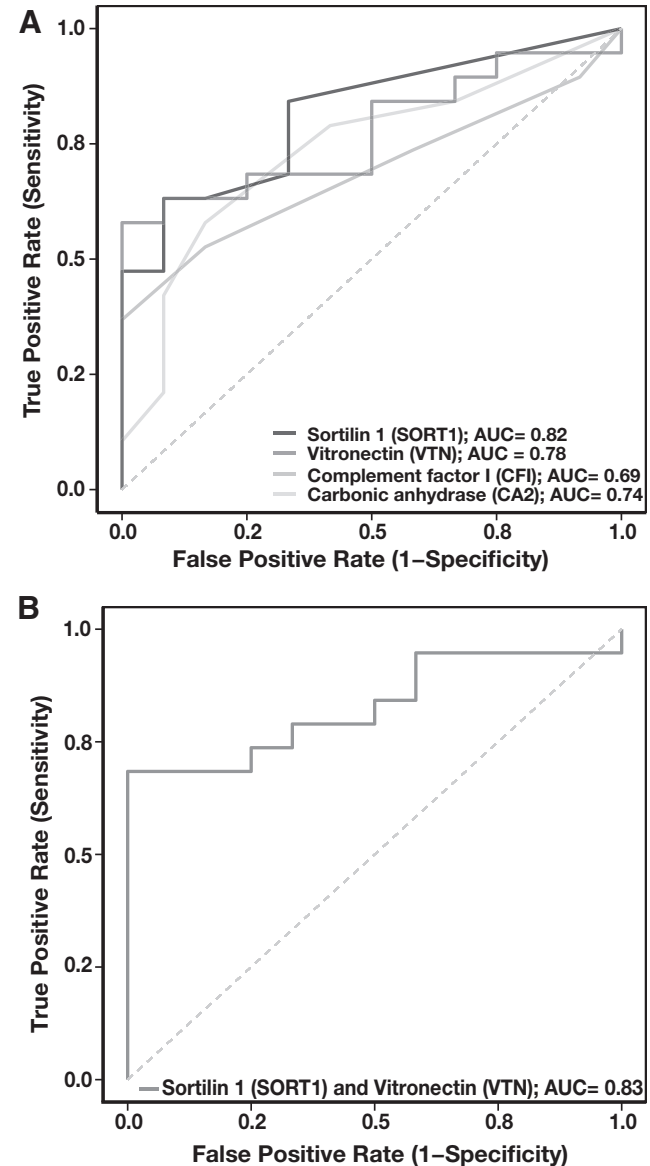 A
True Positive Rate (Sensitivity)
1.0
0.8
0.5
0.2
0.0
Sortilin 1 (SORT1); AUC= 0.82
Vitronectin (VTN); AUC = 0.78
Complement factor I (CFI); AUC= 0.69
Carbonic anhydrase (CA2); AUC= 0.74
0.0 0.2 0.5 0.8 1.0
False Positive Rate (1−Specificity)
B
True Positive Rate (Sensitivity)
1.0
0.8
0.5
0.2
0.0
Sortilin 1 (SORT1) and Vitronectin (VTN); AUC= 0.83
0.0 0.2 0.5 0.8 1.0
False Positive Rate (1−Specificity)